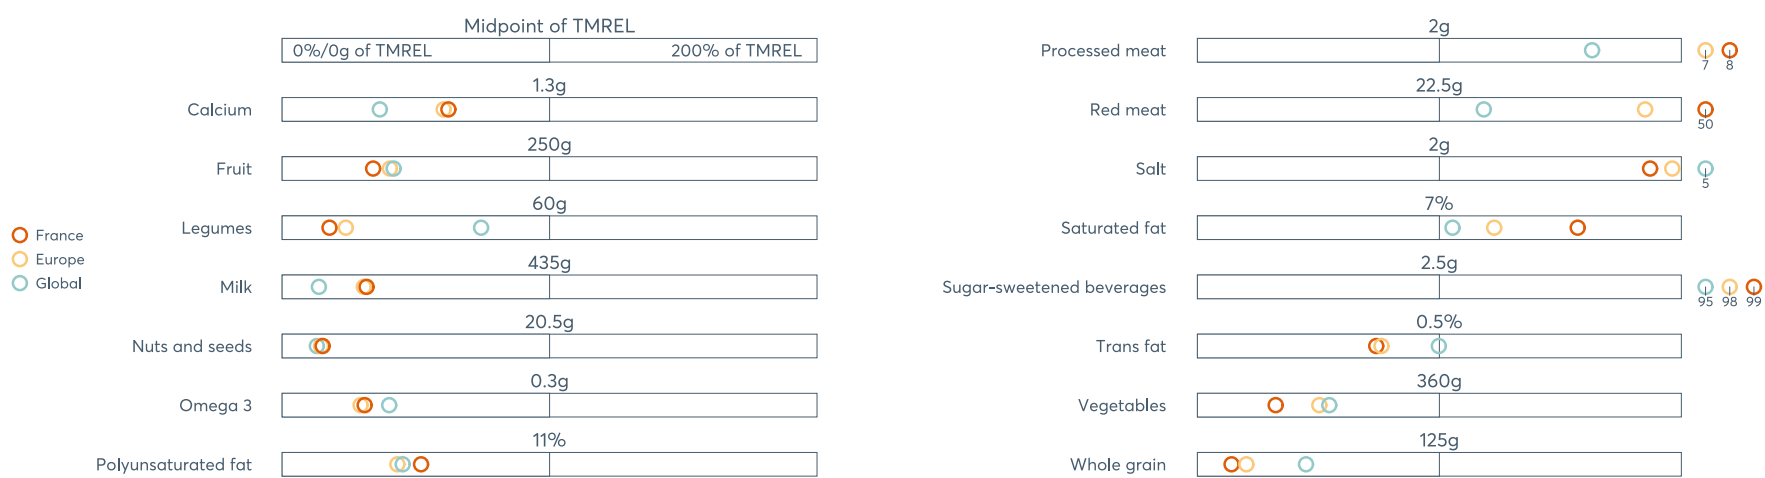 Midpoint of TMREL
0%/0g of TMREL
200% of TMREL
1.3g
Calcium
250g
Fruit
60g
Legumes
435g
Milk
20.5g
Nuts and seeds
0.3g
Omega 3
11%
Polyunsaturated fat
France
Europe
Global
2g
Processed meat
7 8
22.5g
Red meat
50
2g
Salt
5
7%
Saturated fat
2.5g
Sugar-sweetened beverages
95 98 99
0.5%
Trans fat
360g
Vegetables
125g
Whole grain